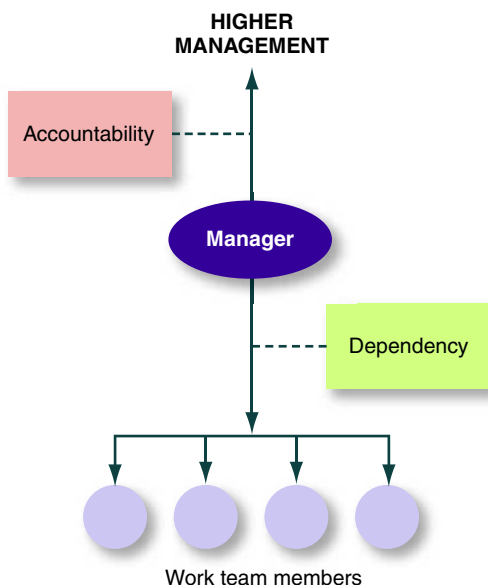 HIGHER
MANAGEMENT
Accountability
Manager
Dependency
Work team members